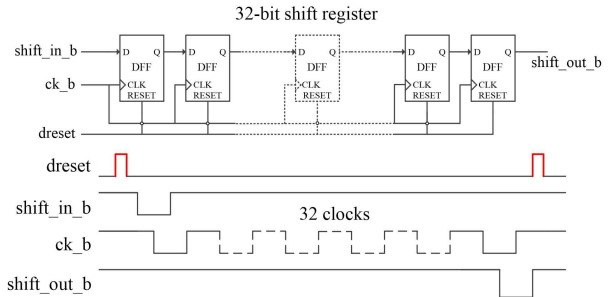 32-bit shift register
shift_in_b
D Q D Q D Q D Q D Q
shift_out_b
DFF DFF DFF DFF DFF
ck_b
CLK CLK CLK CLK CLK
RESET RESET RESET RESET RESET
dreset
dreset
shift_in_b
32 clocks
ck_b
shift_out_b